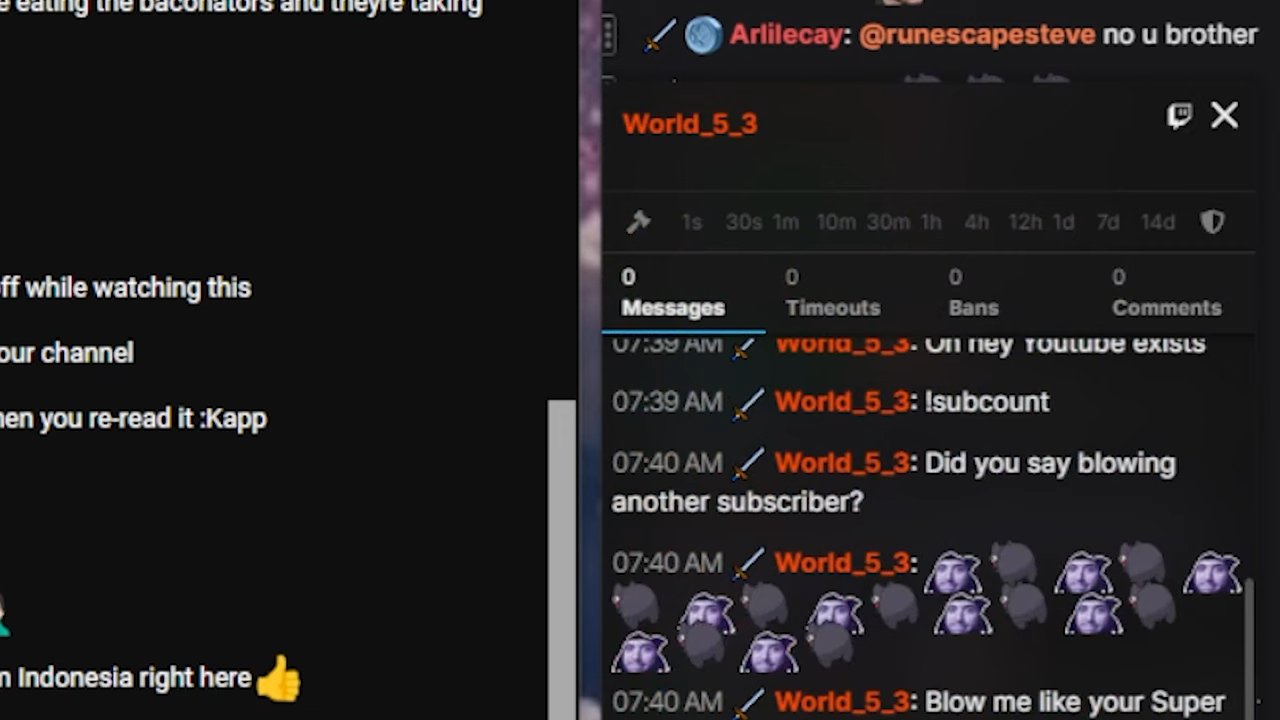 e eating the baconators and theyre taking
ff while watching this
our channel
hen you re-read it :Kapp
n Indonesia right here
Arlilecay: @runescapesteve no u brother
World_5_3
1s 30s 1m 10m 30m 1h 4h 12h 1d 7d 14d
0 0 0 0
Messages Timeouts Bans Comments
07:39 AM World_5_3: Oh hey Youtube exists
07:39 AM World_5_3: !subcount
07:40 AM World_5_3: Did you say blowing
another subscriber?
07:40 AM World_5_3:
07:40 AM World_5_3: Blow me like your Super